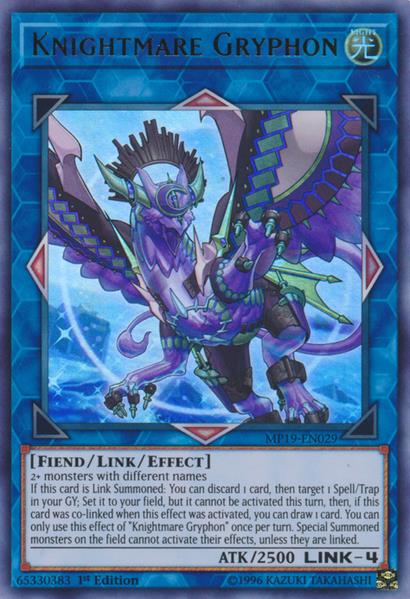 KNIGHTMARE GRYPHON
LIGHT
光
MP19-EN029
[FIEND/LINK/EFFECT]
2+ monsters with different names
If this card is Link Summoned: You can discard 1 card, then target 1 Spell/Trap
in your GY; Set it to your field, but it cannot be activated this turn, then, if this card
was co-linked when this effect was activated, you can draw 1 card. You can
only use this effect of "Knightmare Gryphon" once per turn. Special Summoned
monsters on the field cannot activate their effects, unless they are linked.
ATK/2500 LINK-4
65330383 1st Edition ©1996 KAZUKI TAKAHASHI